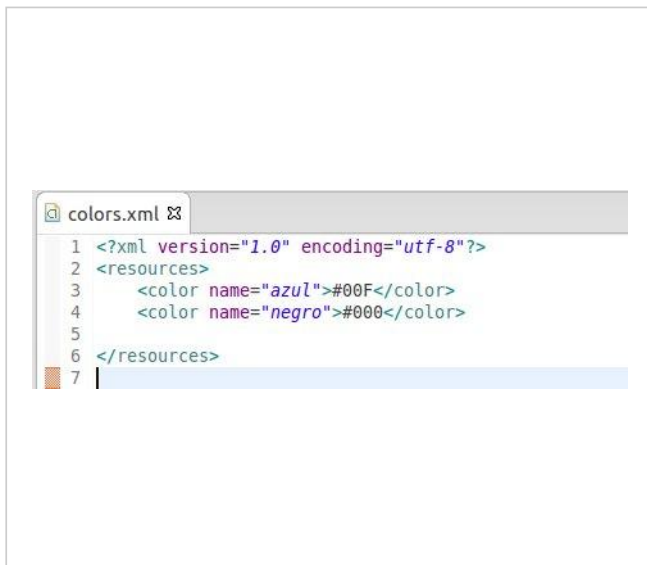 colors.xml
1 <?xml version="1.0" encoding="utf-8"?>
2 <resources>
3     <color name="azul">#00F</color>
4     <color name="negro">#000</color>
5
6 </resources>
7